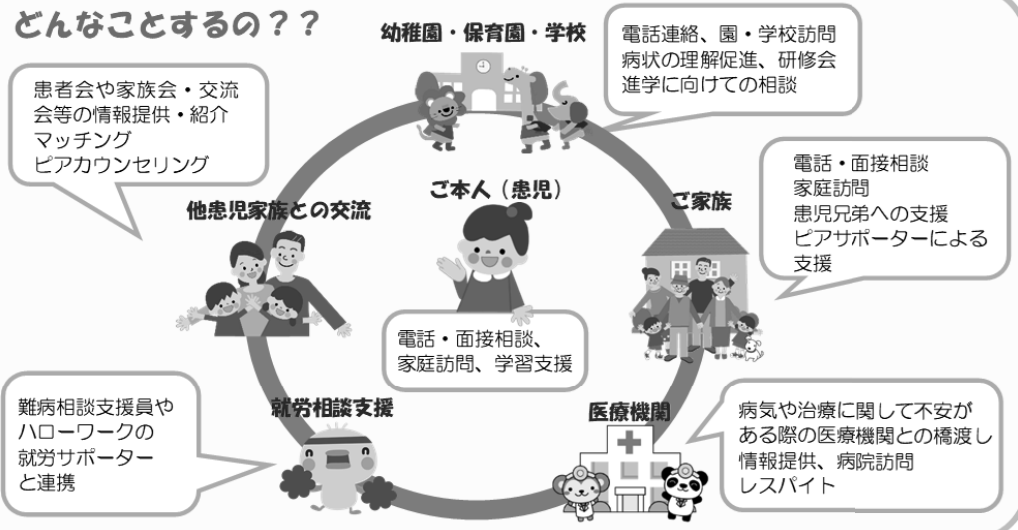 どんなことするの？？
幼稚園・保育園・学校
電話連絡、園・学校訪問
病状の理解促進、研修会
進学に向けての相談
患者会や家族会・交流
会等の情報提供・紹介
マッチング
ピアカウンセリング
電話・面接相談
家庭訪問
患児兄弟への支援
ピアサポーターによる
支援
ご本人（患児）
ご家族
他患児家族との交流
電話・面接相談、
家庭訪問、学習支援
就労相談支援
医療機関
難病相談支援員や
ハローワークの
就労サポーター
と連携
病気や治療に関して不安が
ある際の医療機関との橋渡し
情報提供、病院訪問
レスパイト